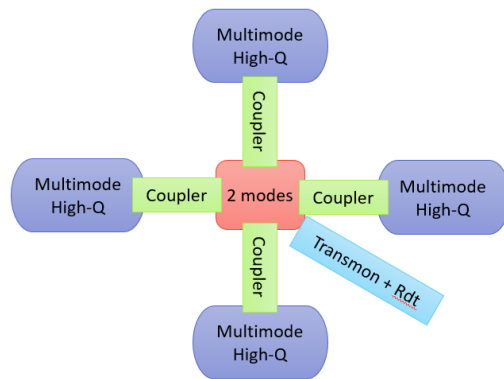 Multimode
High-Q
Coupler
Multimode
High-Q
Coupler
2 modes
Coupler
Multimode
High-Q
Coupler
Transmon + Rdt
Multimode
High-Q